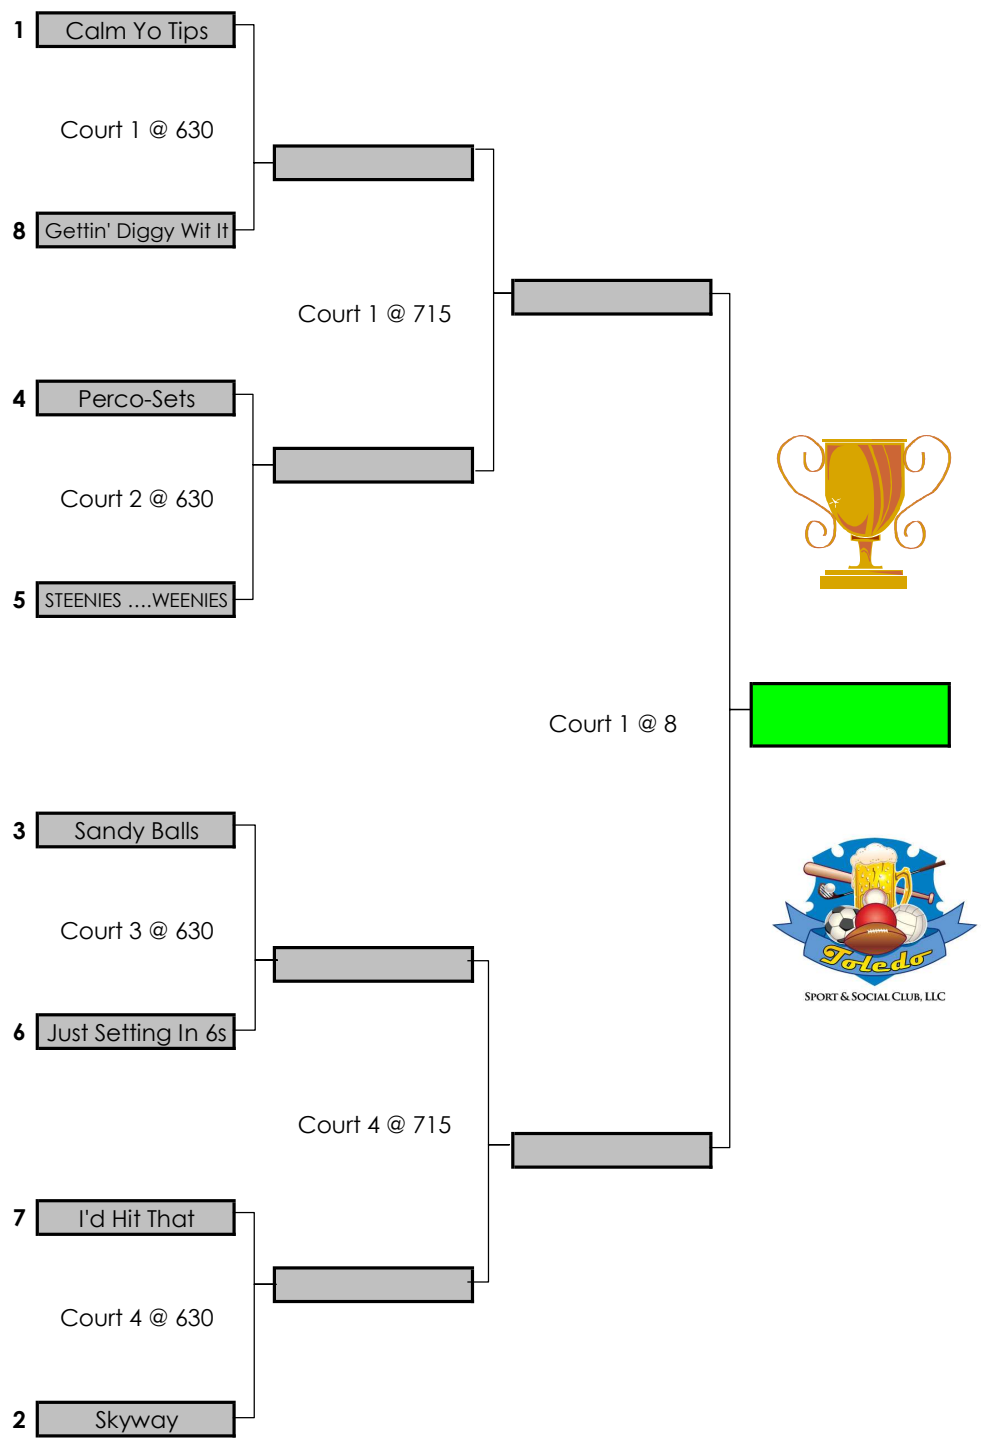 1 Calm Yo Tips
Court 1 @ 630
8 Gettin' Diggy Wit It
Court 1 @ 715
4 Perco-Sets
Court 2 @ 630
5 STEENIES ....WEENIES
Court 1 @ 8
3 Sandy Balls
Court 3 @ 630
6 Just Setting In 6s
Court 4 @ 715
7 I'd Hit That
Court 4 @ 630
2 Skyway
Toledo
SPORT & SOCIAL CLUB, LLC